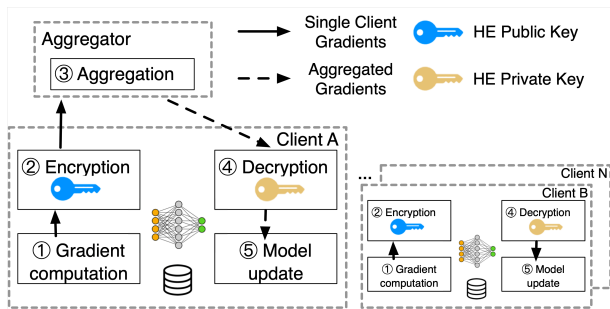 Aggregator
③ Aggregation
Single Client
Gradients
HE Public Key
Aggregated
Gradients
HE Private Key
Client A
② Encryption
④ Decryption
① Gradient
computation
⑤ Model
update
...
Client N
Client B
② Encryption
④ Decryption
① Gradient
computation
⑤ Model
update